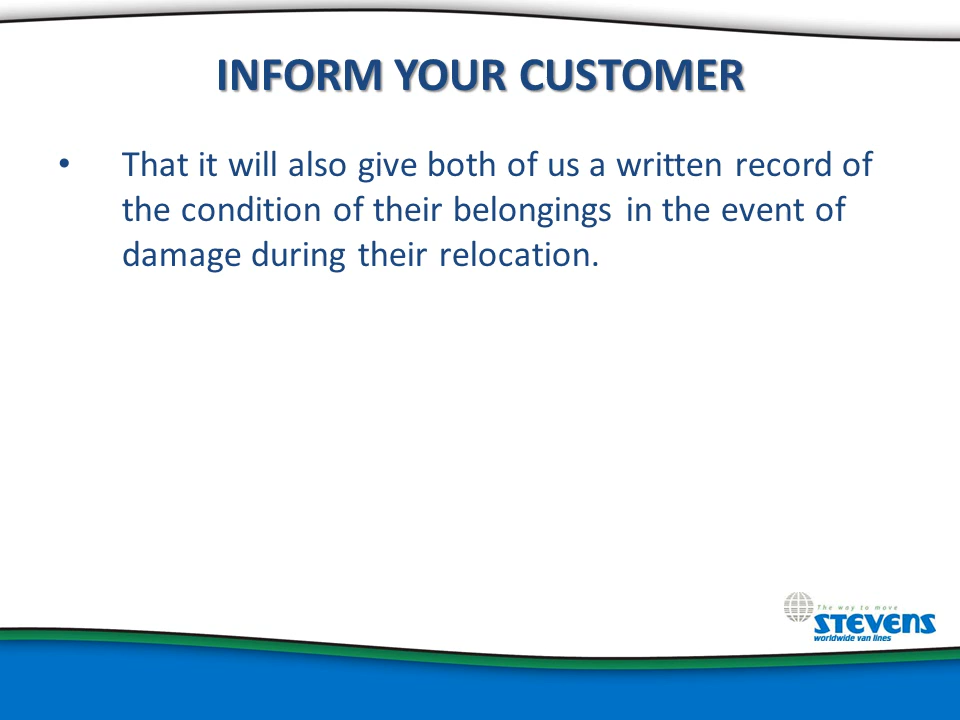 INFORM YOUR CUSTOMER
• That it will also give both of us a written record of
the condition of their belongings in the event of
damage during their relocation.
The way to move
STEVENS
worldwide van lines